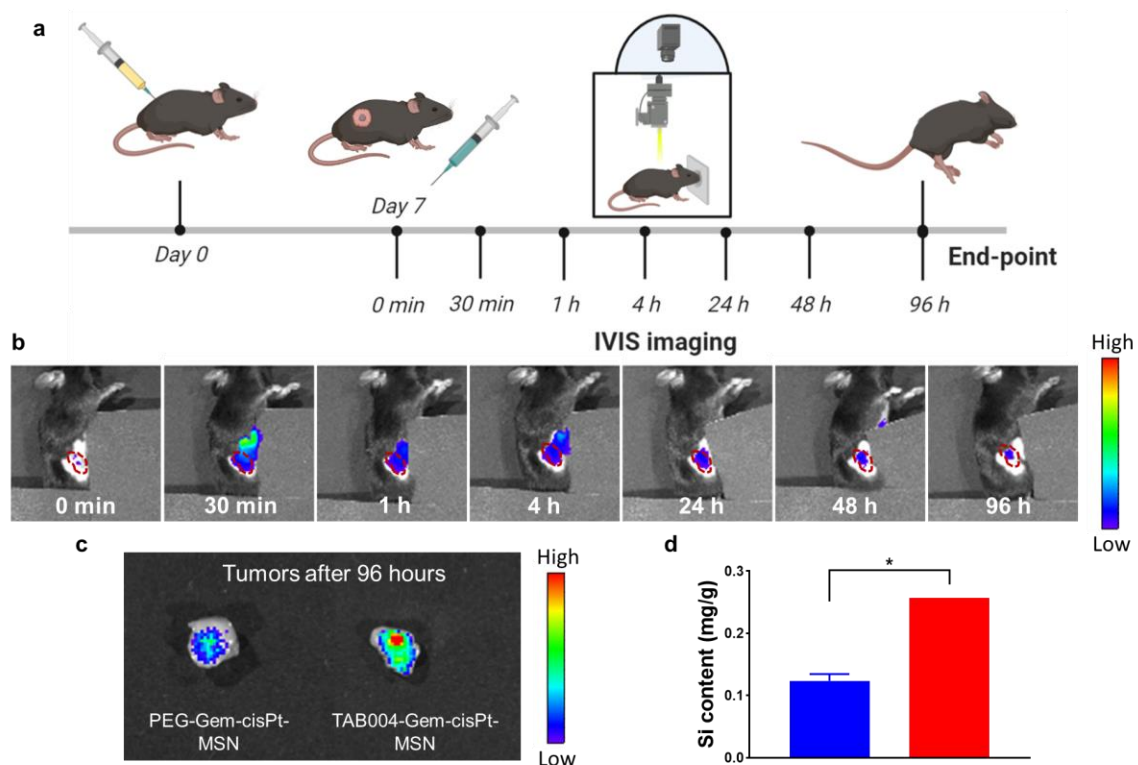 a
Day 0
Day 7
0 min
30 min
1 h
4 h
24 h
48 h
96 h
End-point
IVIS imaging
b
High
0 min
30 min
1 h
4 h
24 h
48 h
96 h
Low
c
Tumors after 96 hours
PEG-Gem-cisPt-
MSN
TAB004-Gem-cisPt-
MSN
High
Low
d
Si content (mg/g)
0.3
0.2
0.1
0.0
*